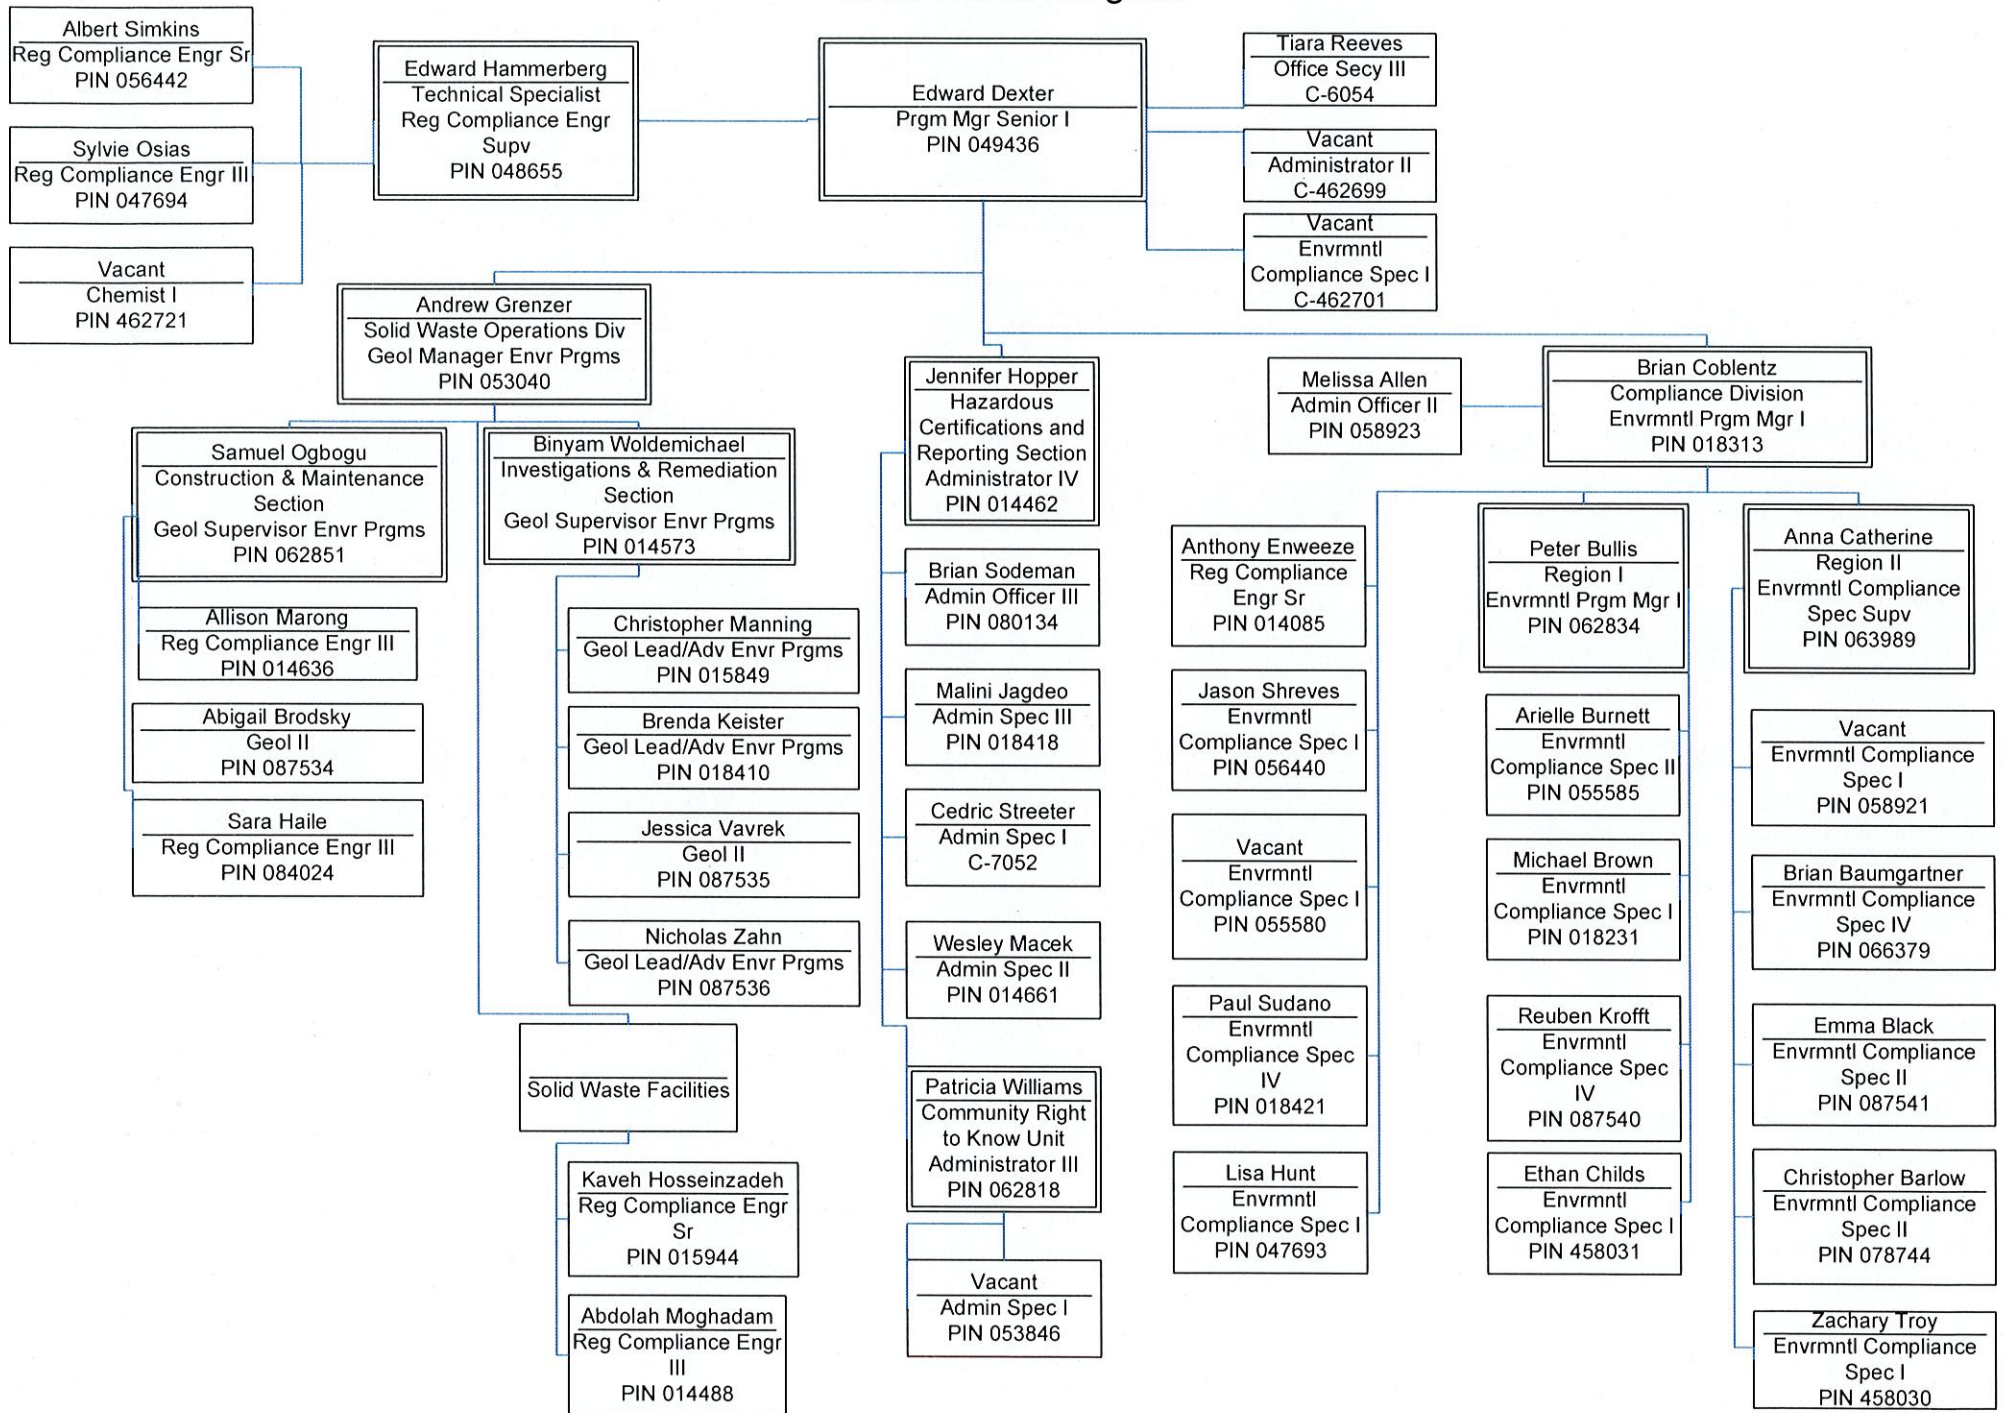 Albert Simkins
Reg Compliance Engr Sr
PIN 056442
Sylvie Osias
Reg Compliance Engr III
PIN 047694
Vacant
Chemist I
PIN 462721
Edward Hammerberg
Technical Specialist
Reg Compliance Engr
Supv
PIN 048655
Edward Dexter
Prgm Mgr Senior I
PIN 049436
Tiara Reeves
Office Secy III
C-6054
Vacant
Administrator II
C-462699
Vacant
Envrmntl
Compliance Spec I
C-462701
Andrew Grenzer
Solid Waste Operations Div
Geol Manager Envr Prgms
PIN 053040
Samuel Ogbogu
Construction & Maintenance
Section
Geol Supervisor Envr Prgms
PIN 062851
Allison Marong
Reg Compliance Engr III
PIN 014636
Abigail Brodsky
Geol II
PIN 087534
Sara Haile
Reg Compliance Engr III
PIN 084024
Binyam Woldemichael
Investigations & Remediation
Section
Geol Supervisor Envr Prgms
PIN 014573
Christopher Manning
Geol Lead/Adv Envr Prgms
PIN 015849
Brenda Keister
Geol Lead/Adv Envr Prgms
PIN 018410
Jessica Vavrek
Geol II
PIN 087535
Nicholas Zahn
Geol Lead/Adv Envr Prgms
PIN 087536
Solid Waste Facilities
Kaveh Hosseinzadeh
Reg Compliance Engr
Sr
PIN 015944
Abdolah Moghadam
Reg Compliance Engr
III
PIN 014488
Jennifer Hopper
Hazardous
Certifications and
Reporting Section
Administrator IV
PIN 014462
Brian Sodeman
Admin Officer III
PIN 080134
Malini Jagdeo
Admin Spec III
PIN 018418
Cedric Streeter
Admin Spec I
C-7052
Wesley Macek
Admin Spec II
PIN 014661
Patricia Williams
Community Right
to Know Unit
Administrator III
PIN 062818
Vacant
Admin Spec I
PIN 053846
Melissa Allen
Admin Officer II
PIN 058923
Brian Coblentz
Compliance Division
Envrmntl Prgm Mgr I
PIN 018313
Anthony Enweeze
Reg Compliance
Engr Sr
PIN 014085
Jason Shreves
Envrmntl
Compliance Spec I
PIN 056440
Vacant
Envrmntl
Compliance Spec I
PIN 055580
Paul Sudano
Envrmntl
Compliance Spec
IV
PIN 018421
Lisa Hunt
Envrmntl
Compliance Spec I
PIN 047693
Peter Bullis
Region I
Envrmntl Prgm Mgr I
PIN 062834
Arielle Burnett
Envrmntl
Compliance Spec II
PIN 055585
Michael Brown
Envrmntl
Compliance Spec I
PIN 018231
Reuben Krofft
Envrmntl
Compliance Spec
IV
PIN 087540
Ethan Childs
Envrmntl
Compliance Spec I
PIN 458031
Anna Catherine
Region II
Envrmntl Compliance
Spec Supv
PIN 063989
Vacant
Envrmntl Compliance
Spec I
PIN 058921
Brian Baumgartner
Envrmntl Compliance
Spec IV
PIN 066379
Emma Black
Envrmntl Compliance
Spec II
PIN 087541
Christopher Barlow
Envrmntl Compliance
Spec II
PIN 078744
Zachary Troy
Envrmntl Compliance
Spec I
PIN 458030